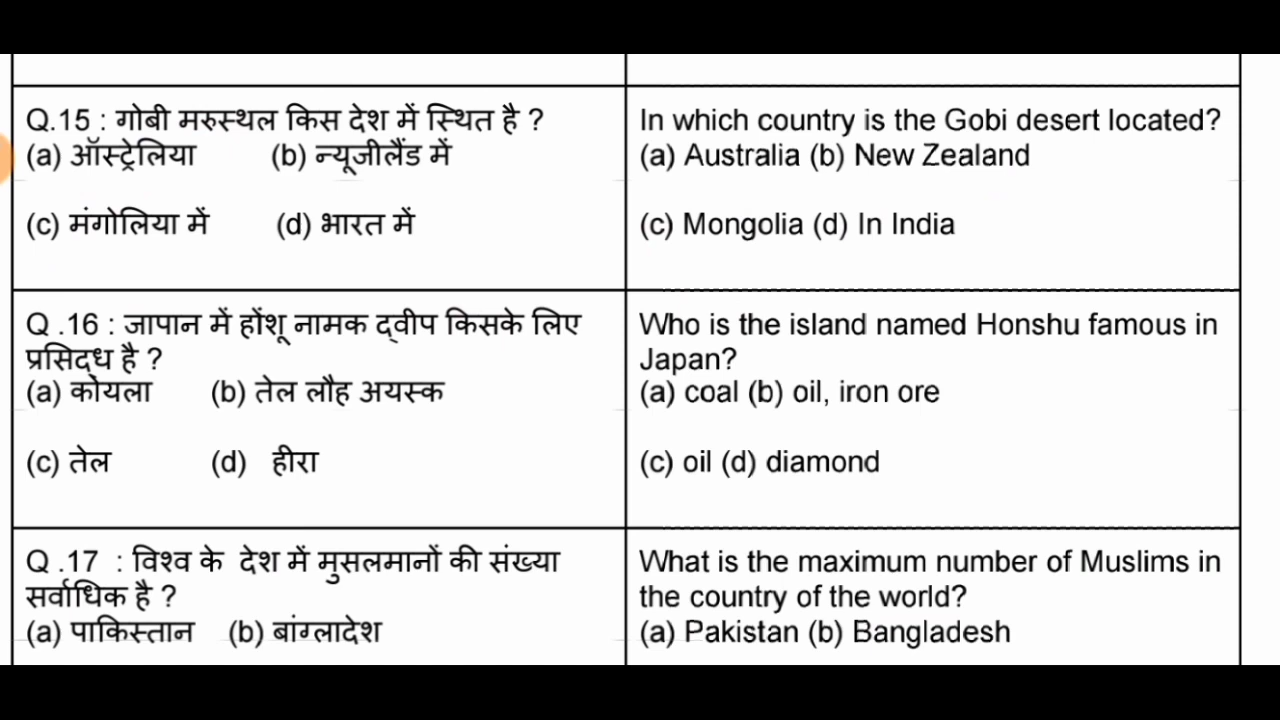 Q.15 : गोबी मरुस्थल किस देश में स्थित है ?
(a) ऑस्ट्रेलिया (b) न्यूजीलैंड में
(c) मंगोलिया में (d) भारत में
In which country is the Gobi desert located?
(a) Australia (b) New Zealand
(c) Mongolia (d) In India
Q .16 : जापान में होंशू नामक द्वीप किसके लिए
प्रसिद्ध है ?
(a) कोयला (b) तेल लौह अयस्क
(c) तेल (d) हीरा
Who is the island named Honshu famous in
Japan?
(a) coal (b) oil, iron ore
(c) oil (d) diamond
Q .17 : विश्व के देश में मुसलमानों की संख्या
सर्वाधिक है ?
(a) पाकिस्तान (b) बांग्लादेश
What is the maximum number of Muslims in
the country of the world?
(a) Pakistan (b) Bangladesh